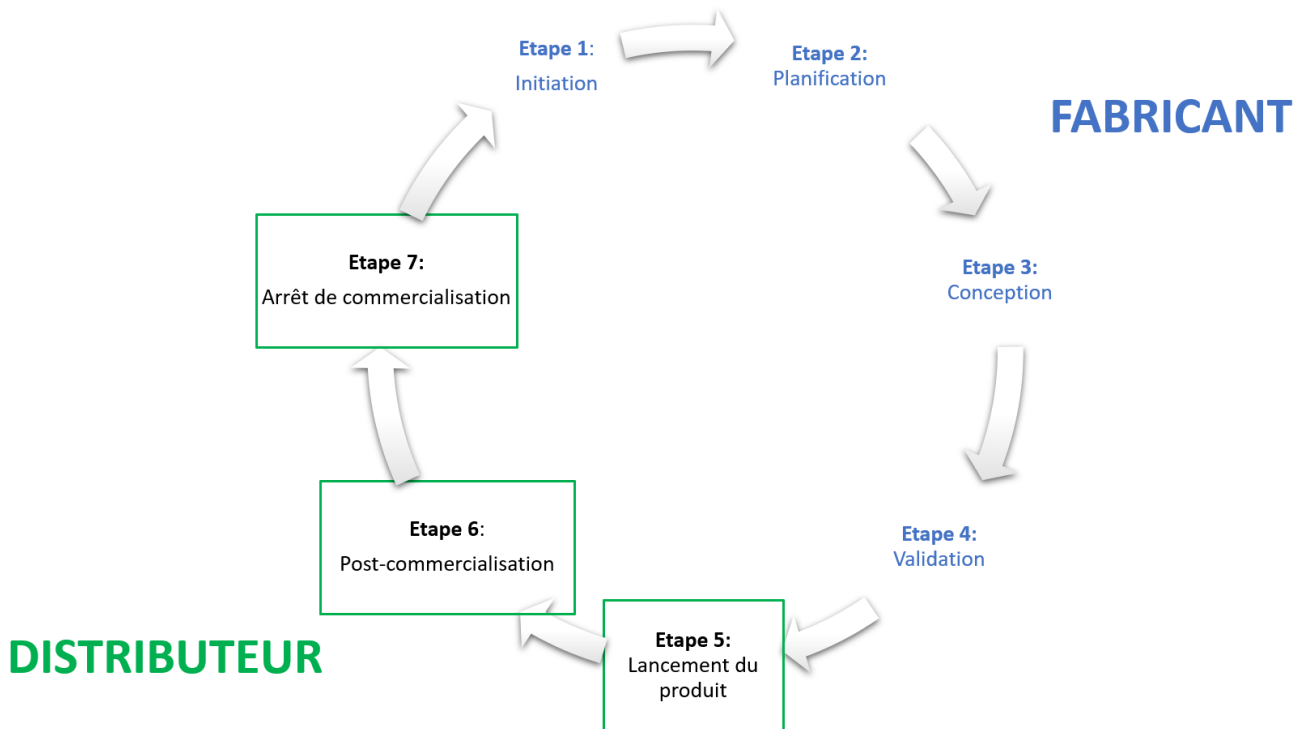 Etape 1:
Initiation
Etape 2:
Planification
FABRICANT
Etape 3:
Conception
Etape 4:
Validation
Etape 5:
Lancement du
produit
Etape 6:
Post-commercialisation
DISTRIBUTEUR
Etape 7:
Arrêt de commercialisation